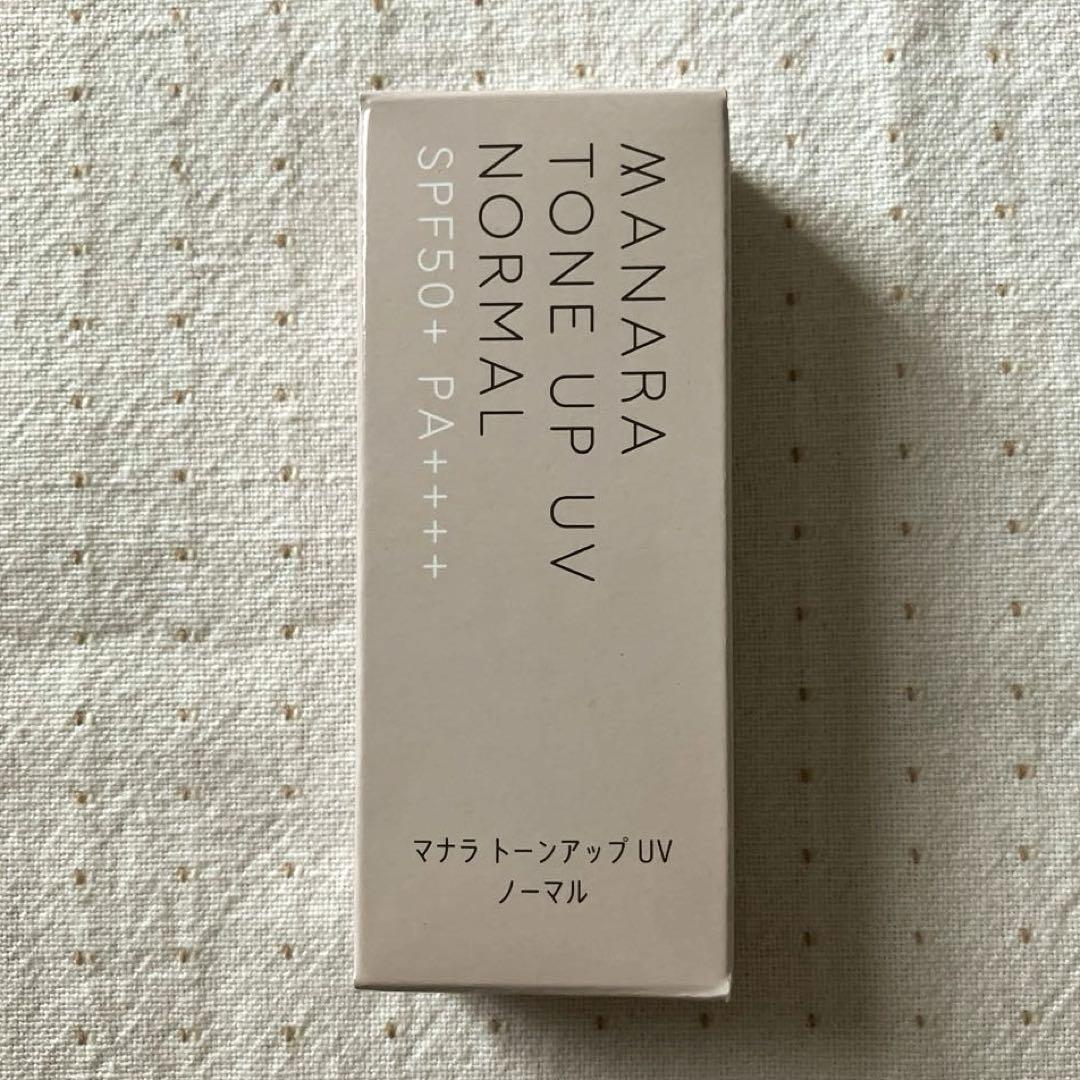 MANARA
TONE UP UV
NORMAL
SPF50+ PA++++
マナラ トーンアップ UV
ノーマル